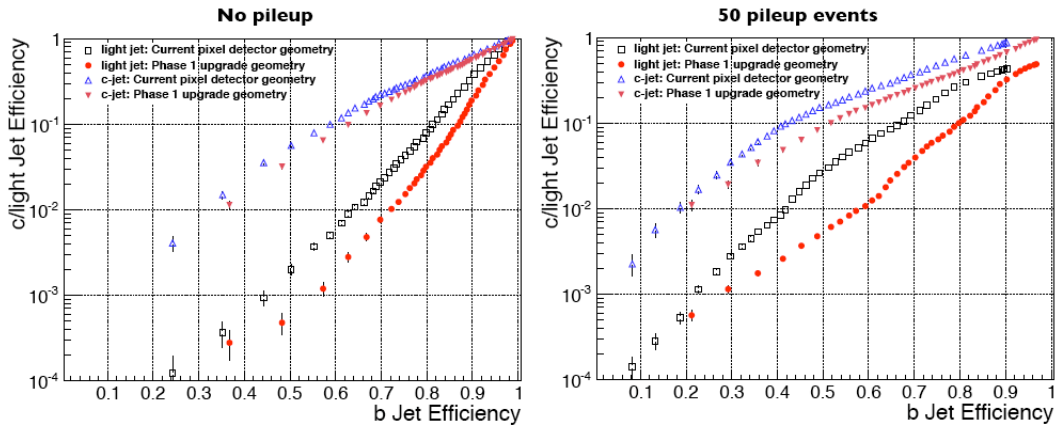 No pileup
c/light Jet Efficiency
1
10-1
10-2
10-3
10-4
light jet: Current pixel detector geometry
light jet: Phase 1 upgrade geometry
c-jet: Current pixel detector geometry
c-jet: Phase 1 upgrade geometry
0.1 0.2 0.3 0.4 0.5 0.6 0.7 0.8 0.9 1
b Jet Efficiency
50 pileup events
c/light Jet Efficiency
1
10-1
10-2
10-3
10-4
light jet: Current pixel detector geometry
light jet: Phase 1 upgrade geometry
c-jet: Current pixel detector geometry
c-jet: Phase 1 upgrade geometry
0.1 0.2 0.3 0.4 0.5 0.6 0.7 0.8 0.9 1
b Jet Efficiency